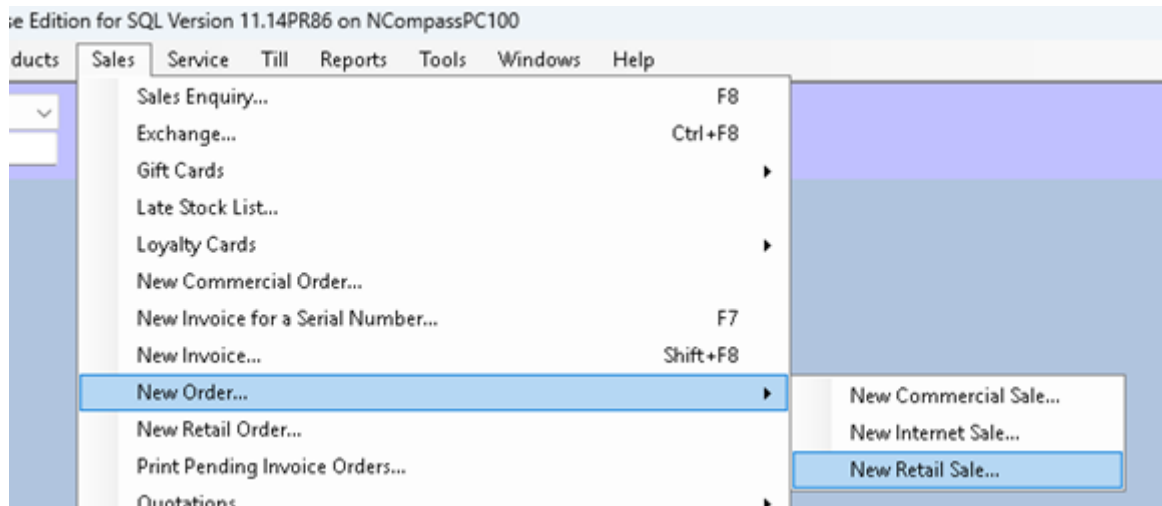 se Edition for SQL Version 11.14PR86 on NCompassPC100
ducts Sales Service Till Reports Tools Windows Help
Sales Enquiry... F8
Exchange... Ctrl+F8
Gift Cards
Late Stock List...
Loyalty Cards
New Commercial Order...
New Invoice for a Serial Number... F7
New Invoice... Shift+F8
New Order...
New Commercial Sale...
New Retail Order...
New Internet Sale...
Print Pending Invoice Orders...
New Retail Sale...
Quotations